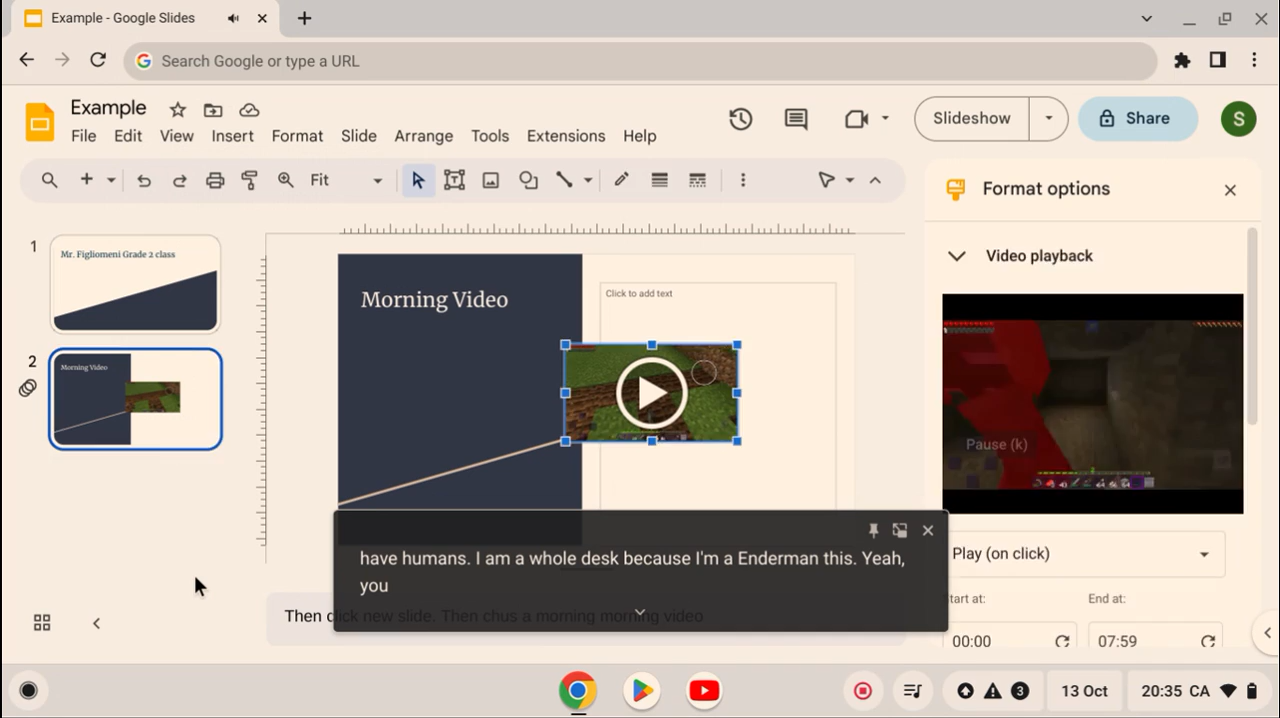 Example - Google Slides
Search Google or type a URL
Example
File Edit View Insert Format Slide Arrange Tools Extensions Help
Slideshow
Share
S
Fit
Format options
Video playback
1
Mr. Figliomeni Grade 2 class
2
Morning Video
Morning Video
Click to add text
Pause (k)
Play (on click)
have humans. I am a whole desk because I'm a Enderman this. Yeah,
you
Then click new slide. Then chus a morning morning video
tart at:
End at:
00:00
07:59
3
13 Oct
20:35 CA